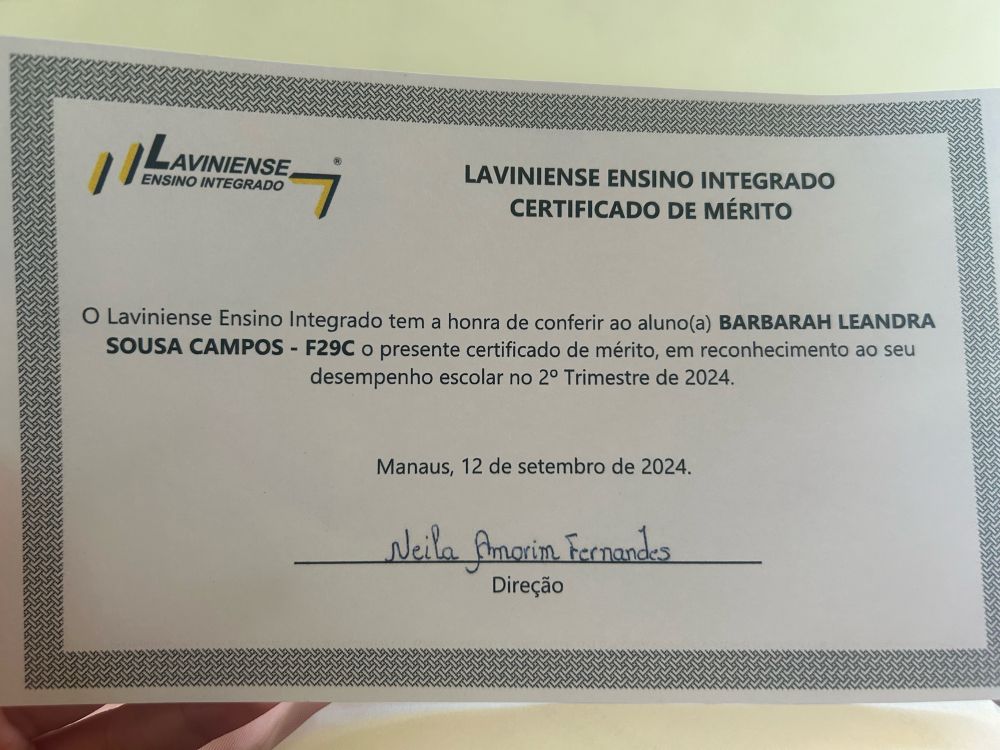 LAVINIENSE ®
ENSINO INTEGRADO
LAVINIENSE ENSINO INTEGRADO
CERTIFICADO DE MÉRITO
O Laviniense Ensino Integrado tem a honra de conferir ao aluno(a) BARBARAH LEANDRA
SOUSA CAMPOS - F29C o presente certificado de mérito, em reconhecimento ao seu
desempenho escolar no 2º Trimestre de 2024.
Manaus, 12 de setembro de 2024.
Neila Amorim Fernandes
Direção